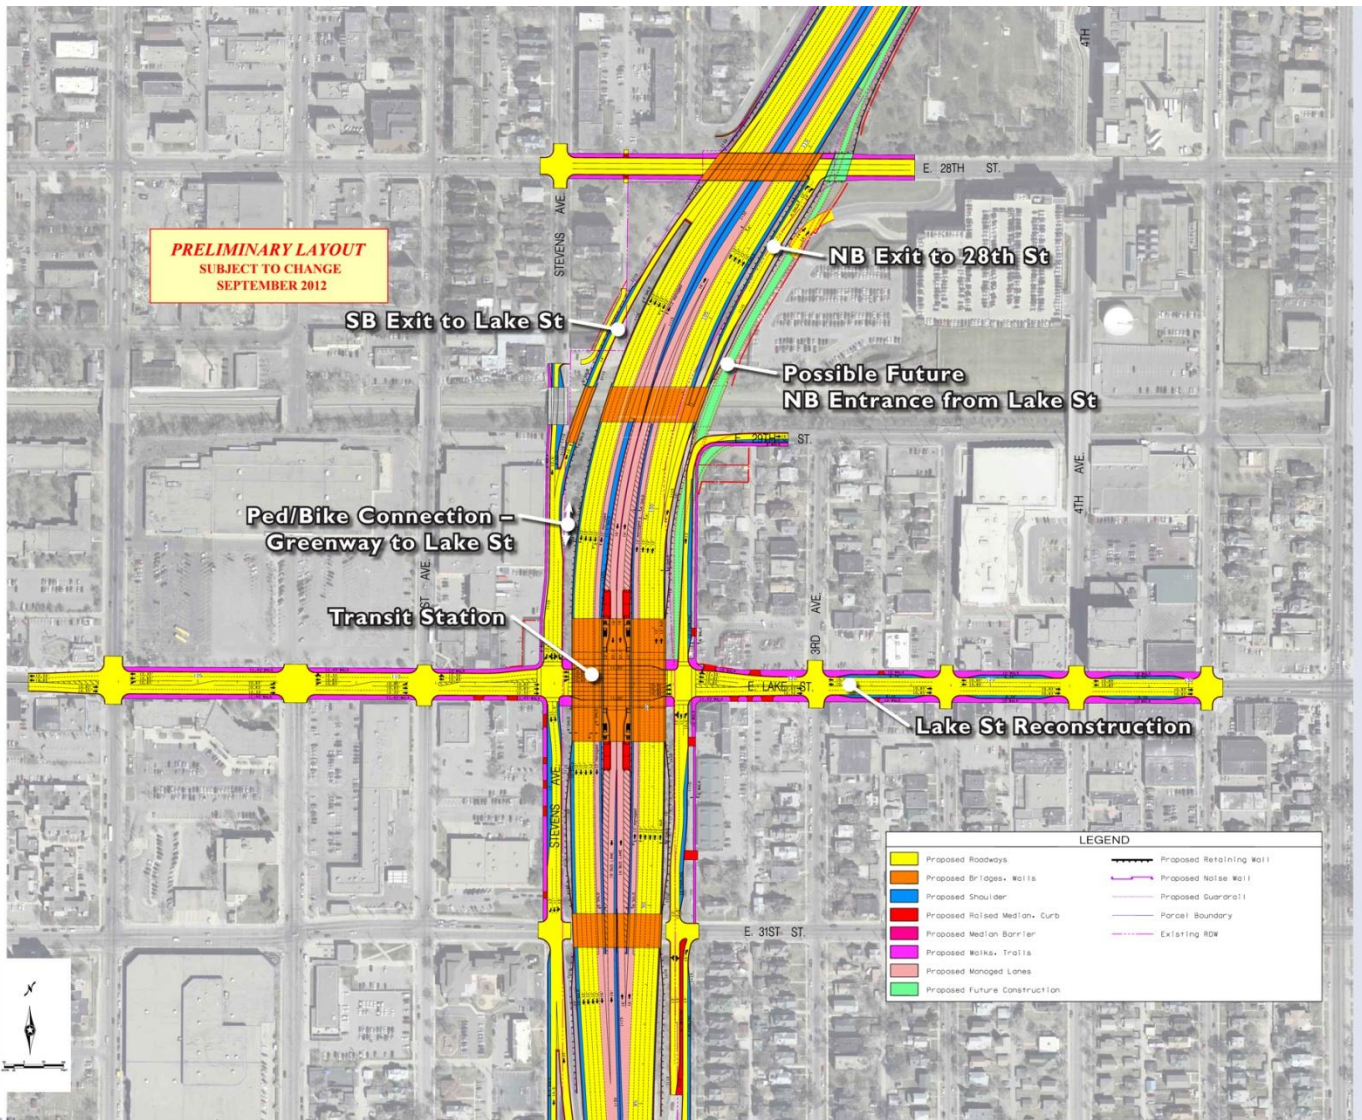 4TH
E. 28TH ST.
STEVENS AVE
PRELIMINARY LAYOUT
SUBJECT TO CHANGE
SEPTEMBER 2012
NB Exit to 28th St
SB Exit to Lake St
Possible Future
NB Entrance from Lake St
E. 29TH ST.
4TH AVE.
Ped/Bike Connection –
Greenway to Lake St
ST AVE.
3RD AVE.
Transit Station
E. LAKE ST.
Lake St Reconstruction
STEVENS AVE.
E. 31ST ST.
LEGEND
Proposed Roadways
Proposed Bridges, Walls
Proposed Shoulder
Proposed Raised Median, Curb
Proposed Median Barrier
Proposed Walks, Trails
Proposed Managed Lanes
Proposed Future Construction
Proposed Retaining Wall
Proposed Noise Wall
Proposed Guardrail
Parcel Boundary
Existing ROW
N